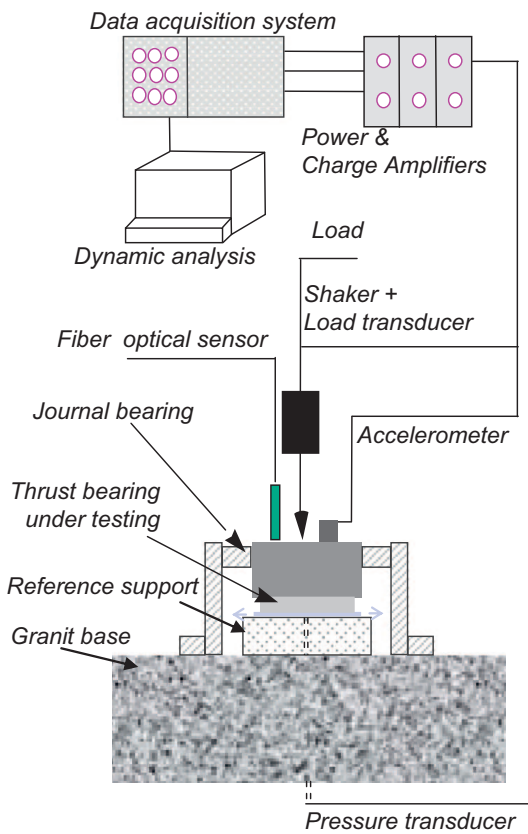 Data acquisition system
Power &
Charge Amplifiers
Dynamic analysis
Load
Shaker +
Load transducer
Fiber optical sensor
Journal bearing
Accelerometer
Thrust bearing
under testing
Reference support
Granit base
Pressure transducer